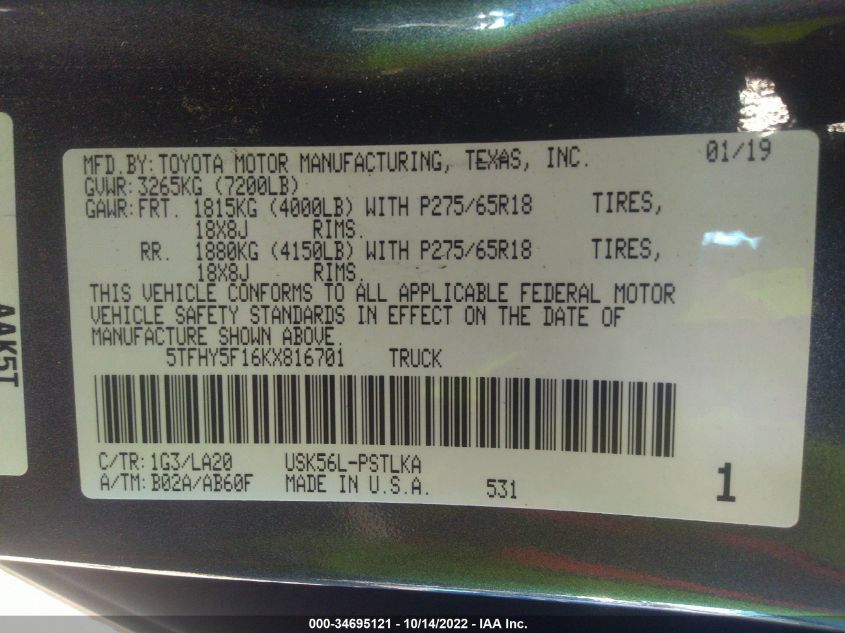 MFD.BY: TOYOTA MOTOR MANUFACTURING, TEXAS, INC. 01/19
GVWR: 3265KG (7200LB)
GAWR: FRT. 1815KG (4000LB) WITH P275/65R18 TIRES,
18X8J RIMS.
RR. 1880KG (4150LB) WITH P275/65R18 TIRES,
18X8J RIMS.
THIS VEHICLE CONFORMS TO ALL APPLICABLE FEDERAL MOTOR
VEHICLE SAFETY STANDARDS IN EFFECT ON THE DATE OF
MANUFACTURE SHOWN ABOVE.
5TFHY5F16KX816701 TRUCK
C/TR: 1G3/LA20 USK56L-PSTLKA
A/TM: B02A/AB60F MADE IN U.S.A. 531 1
AAK5T
000-34695121 - 10/14/2022 - IAA Inc.